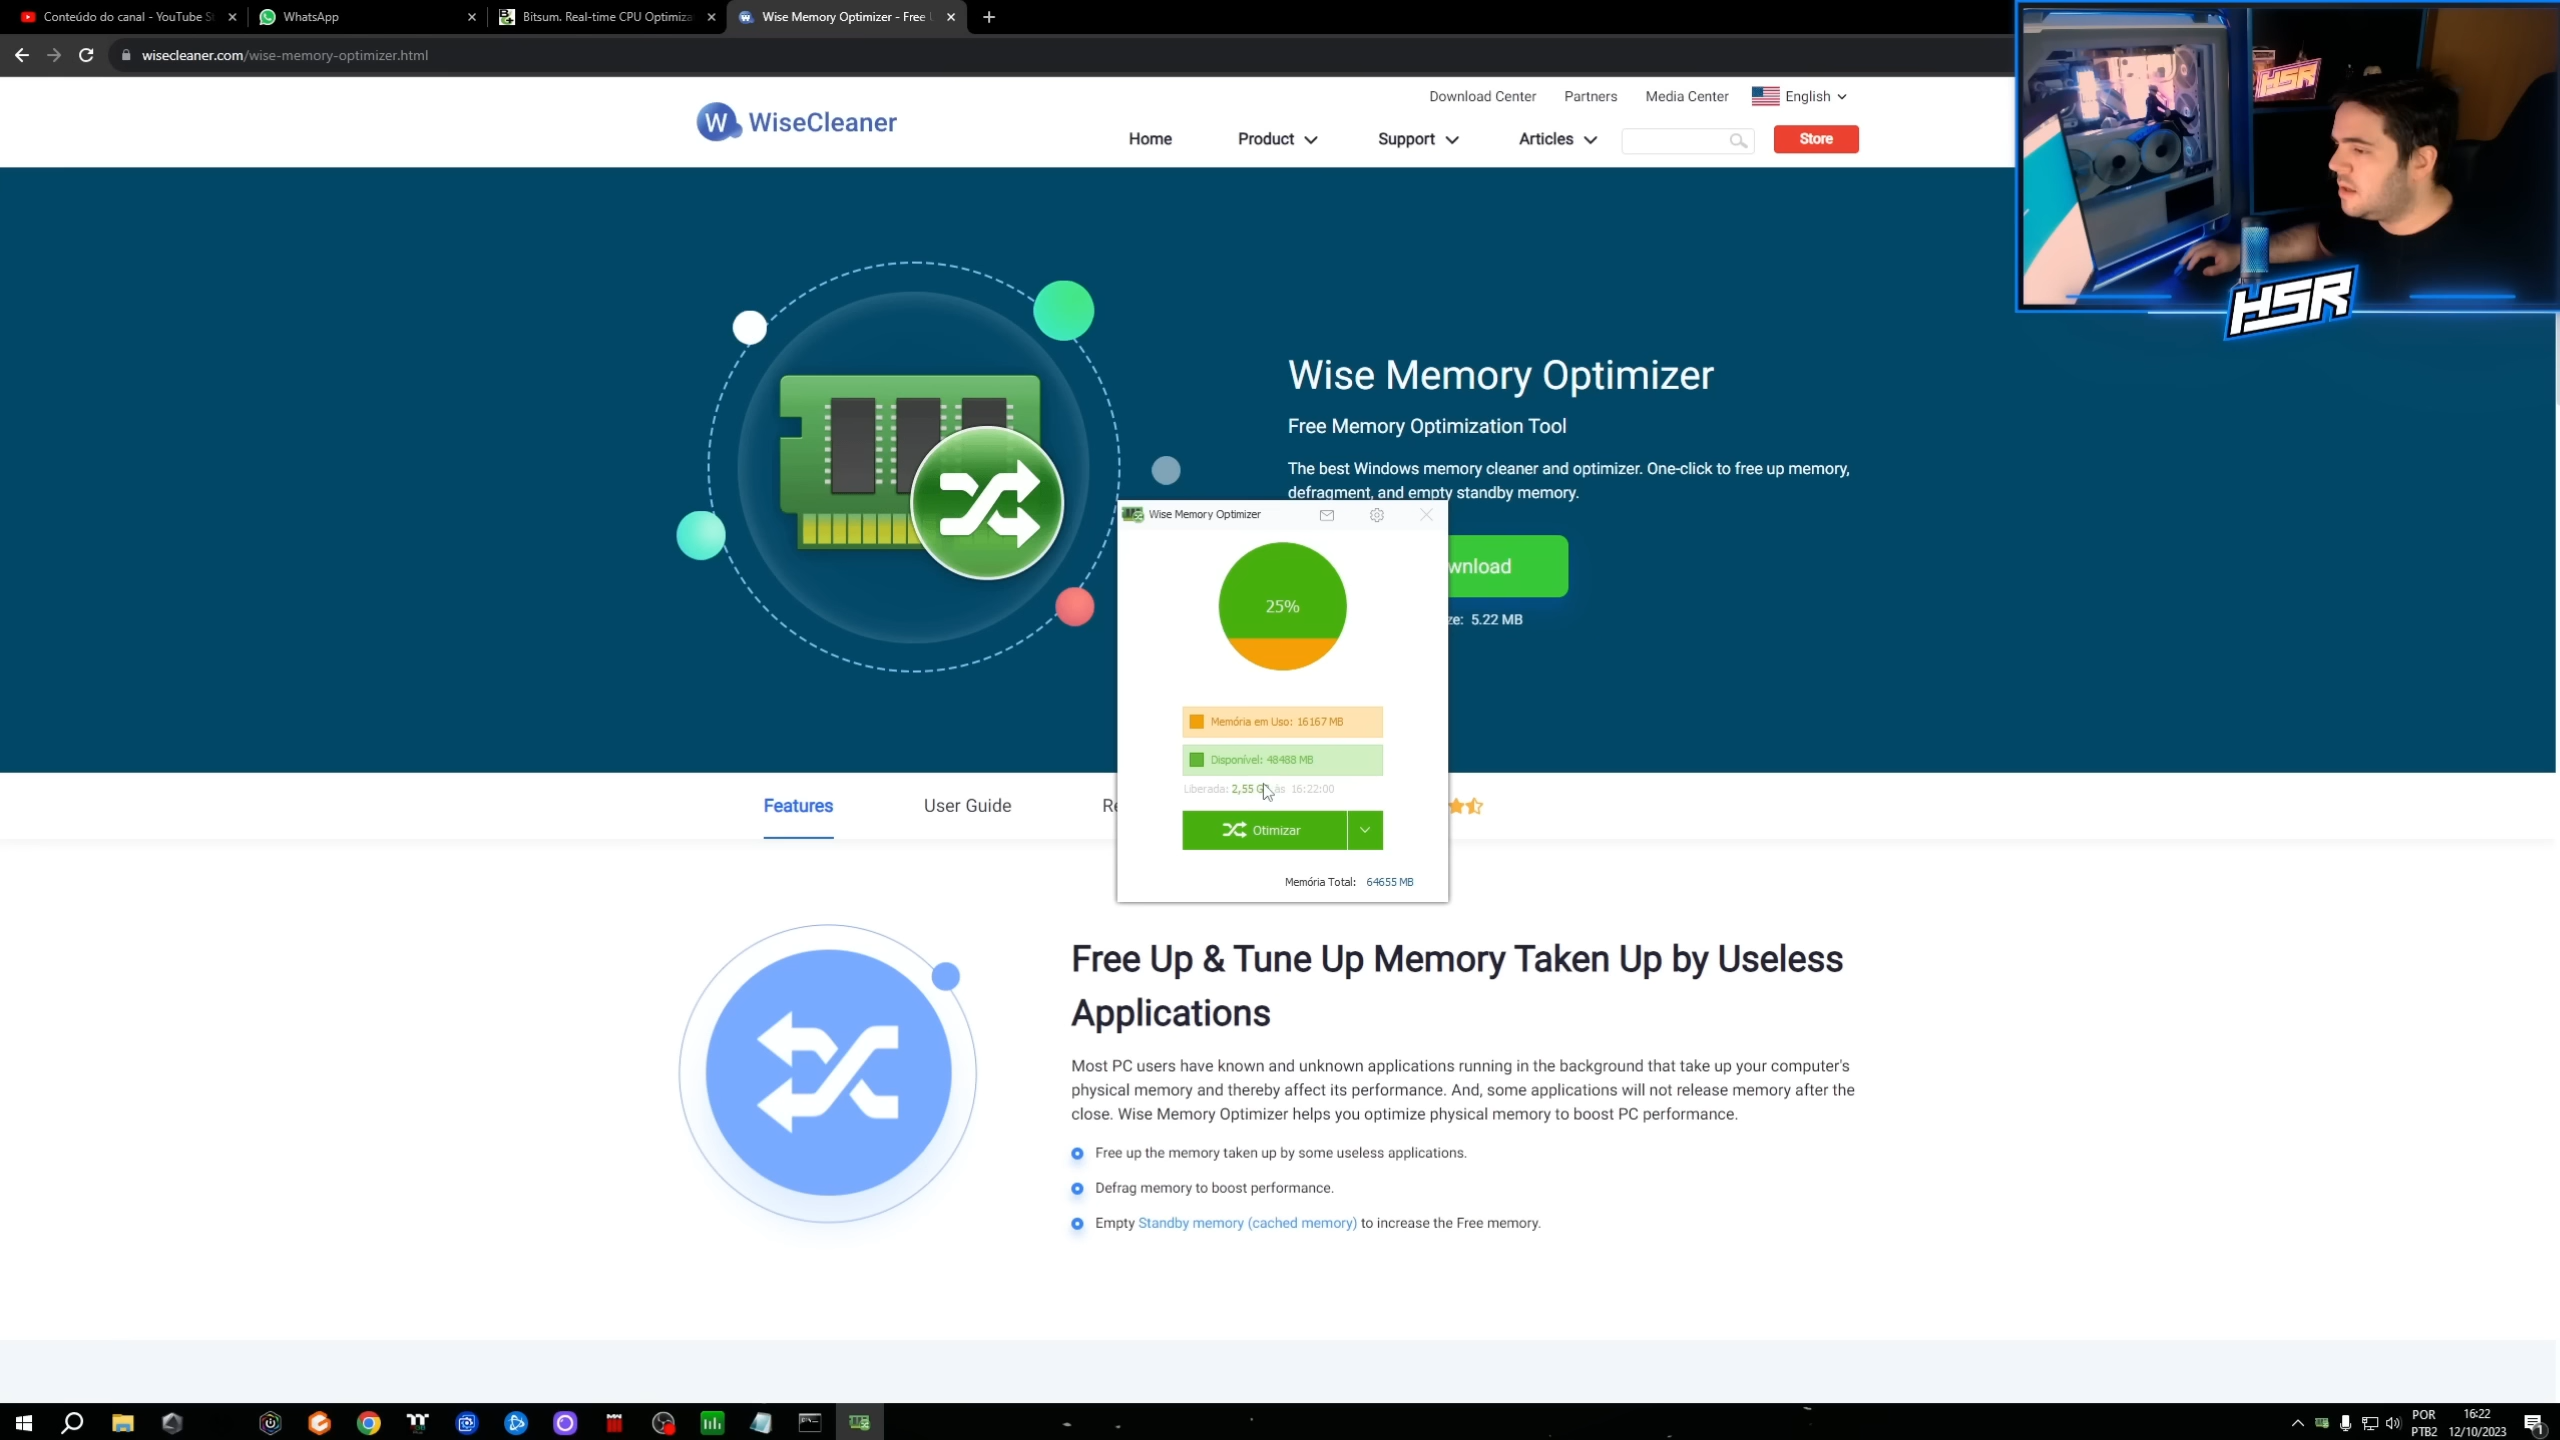 Conteúdo do canal - YouTube S
WhatsApp
Bitsum. Real-time CPU Optimiza
Wise Memory Optimizer - Free
wisecleaner.com/wise-memory-optimizer.html
HSR
HSR
Download Center
Partners
Media Center
English
W WiseCleaner
Home
Product
Support
Articles
Store
Wise Memory Optimizer
Free Memory Optimization Tool
The best Windows memory cleaner and optimizer. One-click to free up memory,
defragment, and empty standby memory.
wnload
ze: 5.22 MB
Wise Memory Optimizer
25%
Memória em Uso: 16167 MB
Disponível: 48488 MB
Liberada: 2,55 G às 16:22:00
Otimizar
Memória Total: 64655 MB
Features
User Guide
Re
Free Up & Tune Up Memory Taken Up by Useless
Applications
Most PC users have known and unknown applications running in the background that take up your computer's
physical memory and thereby affect its performance. And, some applications will not release memory after the
close. Wise Memory Optimizer helps you optimize physical memory to boost PC performance.
Free up the memory taken up by some useless applications.
Defrag memory to boost performance.
Empty Standby memory (cached memory) to increase the Free memory.
POR
PTB2
16:22
12/10/2023
1